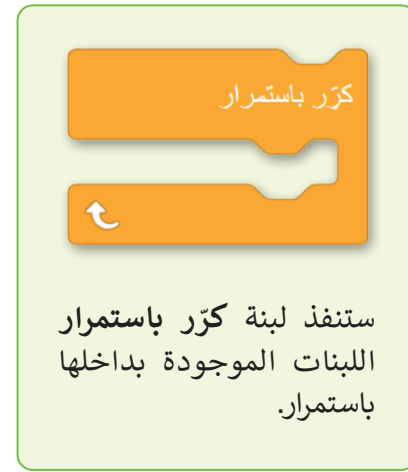 كرّر باستمرار
ستنفذ لبنة كرّر باستمرار
اللبنات الموجودة بداخلها
باستمرار.